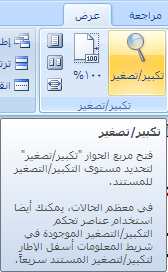 مراجعة
عرض
100
تكبير/تصغير
١٠٠%
تكبير/تصغير
تكبير/تصغير
فتح مربع الحوار "تكبير/تصغير"
لتحديد مستوى التكبير/التصغير
للمستند.
في معظم الحالات، يمكنك أيضا
استخدام عناصر تحكم
التكبير/التصغير الموجودة في
شريط المعلومات أسفل الإطار
لتكبير/لتصغير المستند سريعاً.